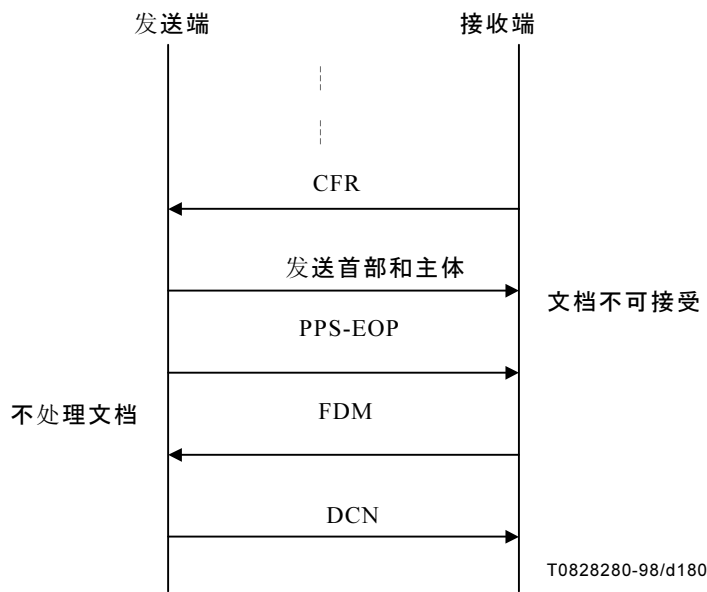 发送端
接收端
CFR
发送首部和主体
文档不可接受
PPS-EOP
不处理文档
FDM
DCN
T0828280-98/d180